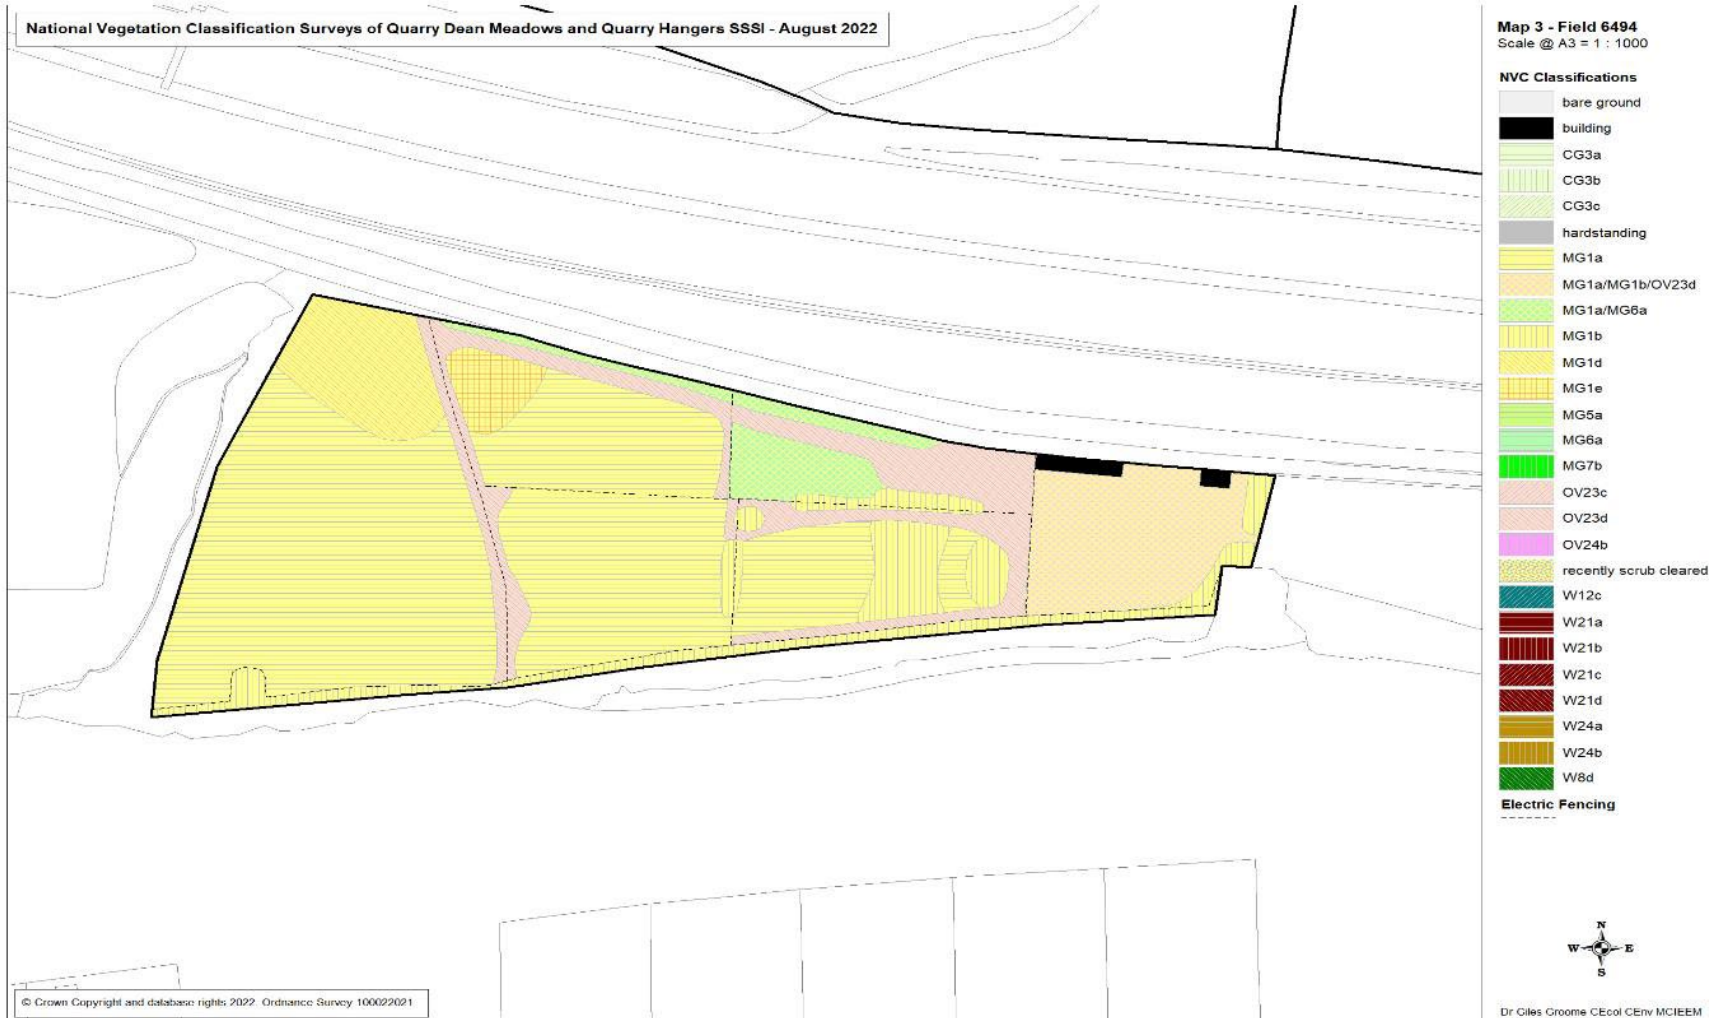 National Vegetation Classification Surveys of Quarry Dean Meadows and Quarry Hangers SSSI - August 2022
Map 3 - Field 6494
Scale @ A3 = 1 : 1000
NVC Classifications
bare ground
building
CG3a
CG3b
CG3c
hardstanding
MG1a
MG1a/MG1b/OV23d
MG1a/MG6a
MG1b
MG1d
MG1e
MG5a
MG6a
MG7b
OV23c
OV23d
OV24b
recently scrub cleared
W12c
W21a
W21b
W21c
W21d
W24a
W24b
W8d
Electric Fencing
N
W E
S
© Crown Copyright and database rights 2022 Ordnance Survey 100022021
Dr Giles Groome CEcol CEnv MCIEEM